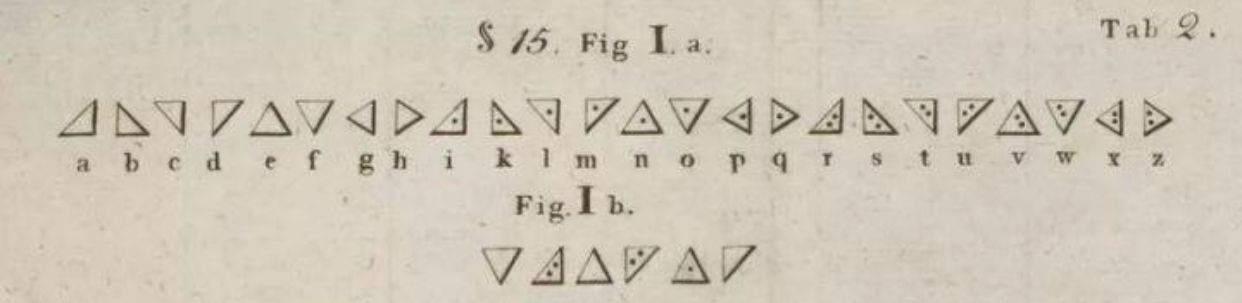 § 15. Fig I. a.
Tab 2.
a b c d e f g h i k l m n o p q r s t u v w x z
Fig. I b.